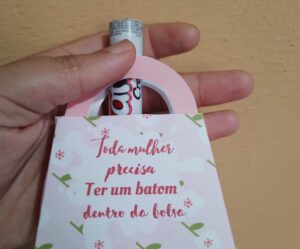 Toda mulher
precisa
Ter um batom
dentro da bolsa